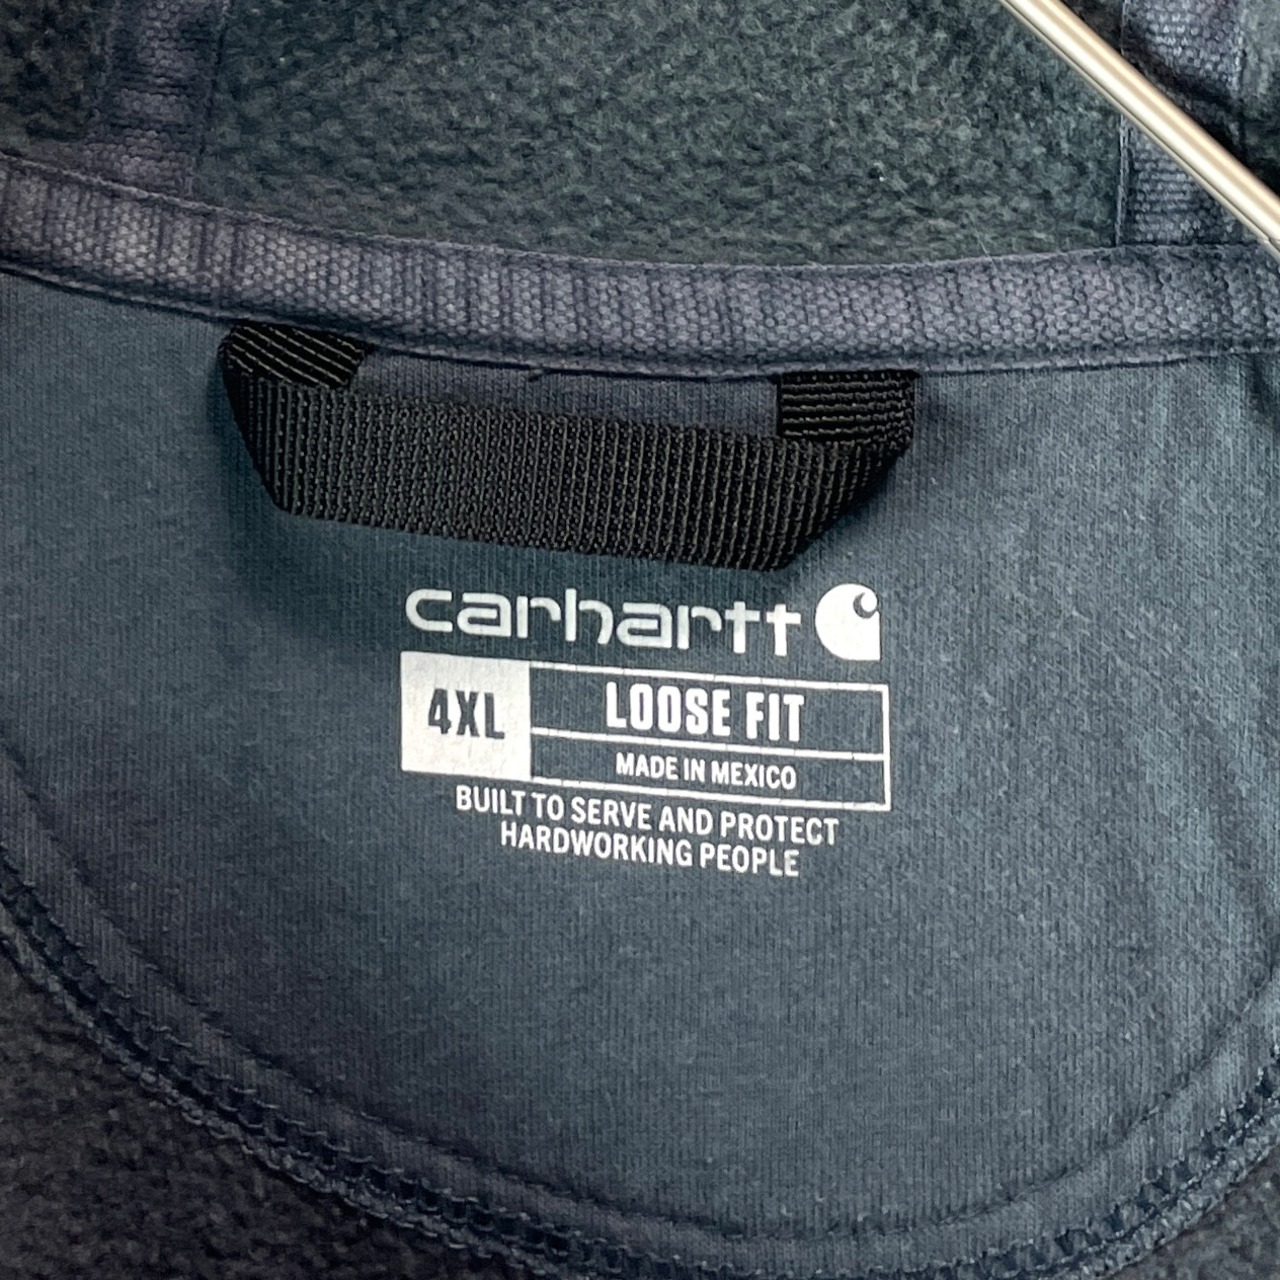 carhartt
4XL
LOOSE FIT
MADE IN MEXICO
BUILT TO SERVE AND PROTECT
HARDWORKING PEOPLE